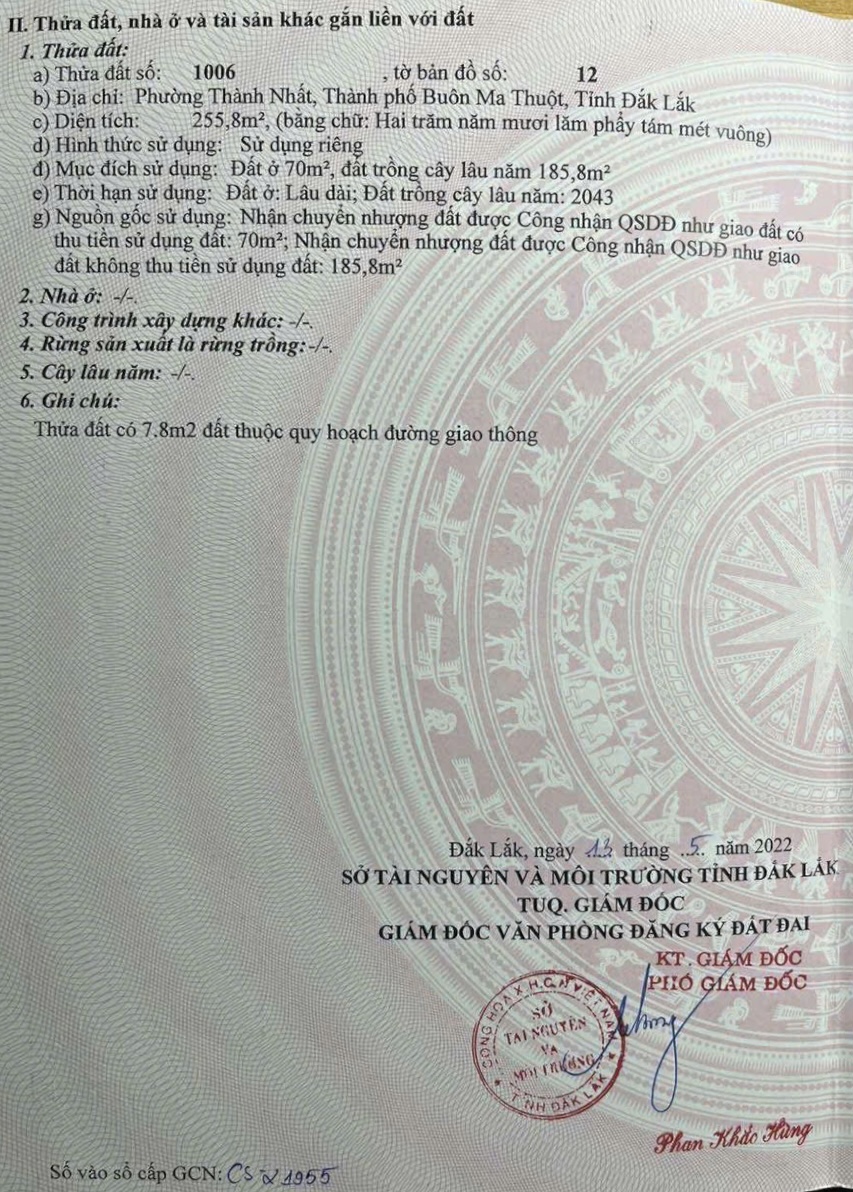 II. Thửa đất, nhà ở và tài sản khác gắn liền với đất
1. Thửa đất:
a) Thửa đất số: 1006 , tờ bản đồ số: 12
b) Địa chỉ: Phường Thành Nhất, Thành phố Buôn Ma Thuột, Tỉnh Đắk Lắk
c) Diện tích: 255,8m², (bằng chữ: Hai trăm năm mươi lăm phẩy tám mét vuông)
d) Hình thức sử dụng: Sử dụng riêng
đ) Mục đích sử dụng: Đất ở 70m², đất trồng cây lâu năm 185,8m²
e) Thời hạn sử dụng: Đất ở: Lâu dài; Đất trồng cây lâu năm: 2043
g) Nguồn gốc sử dụng: Nhận chuyển nhượng đất được Công nhận QSDĐ như giao đất có
thu tiền sử dụng đất: 70m²; Nhận chuyển nhượng đất được Công nhận QSDĐ như giao
đất không thu tiền sử dụng đất: 185,8m²
2. Nhà ở: -/-.
3. Công trình xây dựng khác: -/-.
4. Rừng sản xuất là rừng trồng: -/-.
5. Cây lâu năm: -/-.
6. Ghi chú:
Thửa đất có 7.8m2 đất thuộc quy hoạch đường giao thông
Đắk Lắk, ngày 13 tháng 5 năm 2022
SỞ TÀI NGUYÊN VÀ MÔI TRƯỜNG TỈNH ĐẮK LẮK
TUQ. GIÁM ĐỐC
GIÁM ĐỐC VĂN PHÒNG ĐĂNG KÝ ĐẤT ĐAI
KT. GIÁM ĐỐC
PHÓ GIÁM ĐỐC
CỘNG HÒA X.H.C.N VIỆT NAM
SỞ
TÀI NGUYÊN
VÀ
MÔI TRƯỜNG
TỈNH ĐẮK LẮK
Phan Khắc Hùng
Số vào sổ cấp GCN: CS 21955